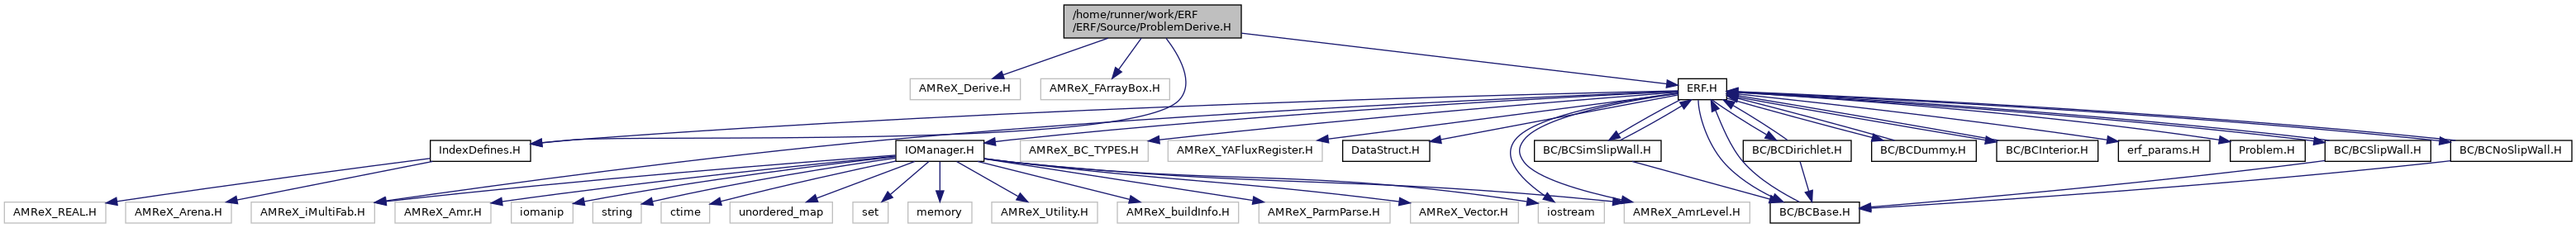 /home/runner/work/ERF
/ERF/Source/ProblemDerive.H
AMReX_Derive.H
AMReX_FArrayBox.H
ERF.H
IndexDefines.H
IOManager.H
AMReX_BC_TYPES.H
AMReX_YAFluxRegister.H
DataStruct.H
BC/BCSimSlipWall.H
BC/BCDirichlet.H
BC/BCDummy.H
BC/BCInterior.H
erf_params.H
Problem.H
BC/BCSlipWall.H
BC/BCNoSlipWall.H
AMReX_REAL.H
AMReX_Arena.H
AMReX_iMultiFab.H
AMReX_Amr.H
iomanip
string
ctime
unordered_map
set
memory
AMReX_Utility.H
AMReX_buildInfo.H
AMReX_ParmParse.H
AMReX_Vector.H
iostream
AMReX_AmrLevel.H
BC/BCBase.H